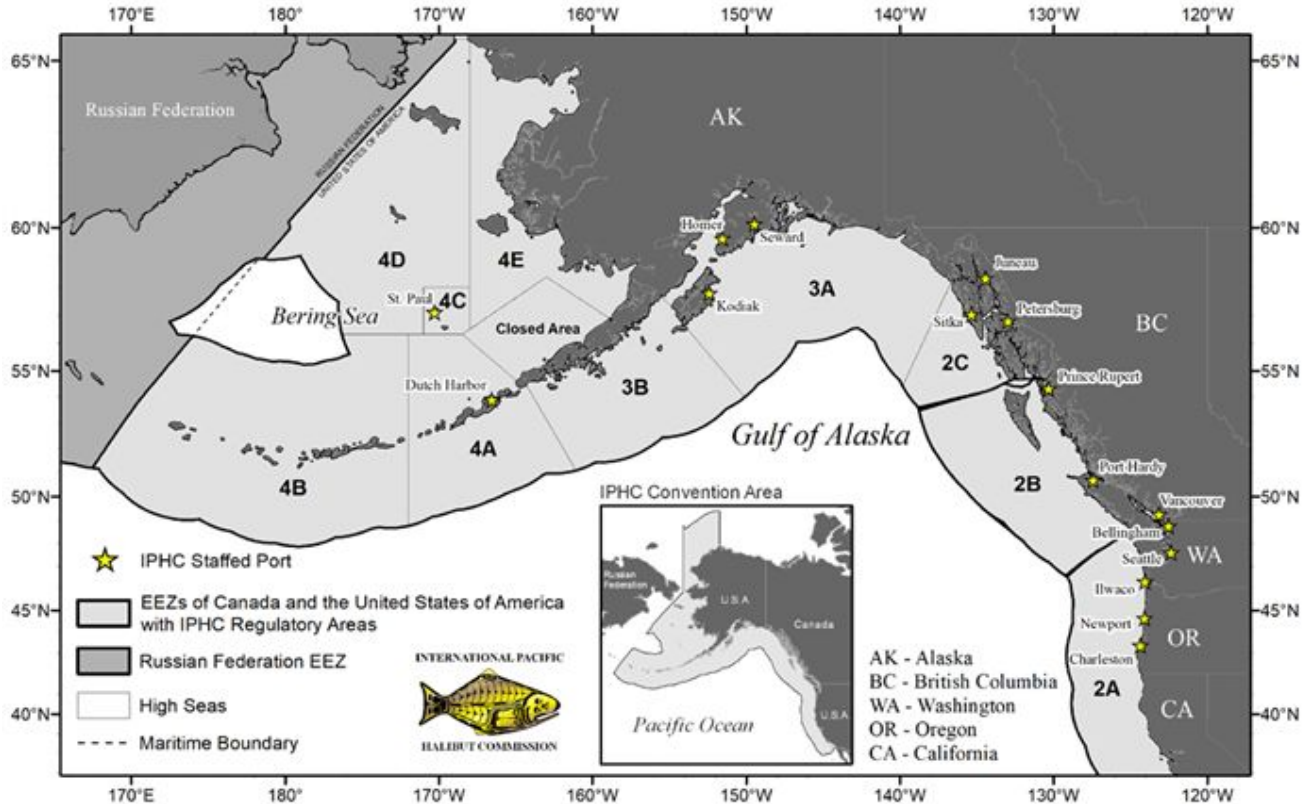 170°E
180°
170°W
160°W
150°W
140°W
130°W
120°W
65°N
65°N
Russian Federation
AK
RUSSIAN FEDERATION
UNITED STATES OF AMERICA
60°N
60°N
Homer
Seward
4D
4E
3A
Juneau
St. Paul
4C
Kodiak
Bering Sea
Closed Area
Sitka
Petersburg
BC
55°N
55°N
2C
Dutch Harbor
3B
Prince Rupert
Gulf of Alaska
4A
4B
2B
Port Hardy
50°N
50°N
IPHC Convention Area
Vancouver
Bellingham
Seattle
WA
IPHC Staffed Port
Russian
Federation
U.S.A
Canada
Ilwaco
EEZs of Canada and the United States of America
with IPHC Regulatory Areas
45°N
45°N
Newport
OR
Russian Federation EEZ
INTERNATIONAL PACIFIC
HALIBUT COMMISSION
Charleston
2A
High Seas
Maritime Boundary
Pacific Ocean
U.S.A
AK - Alaska
BC - British Columbia
WA - Washington
OR - Oregon
CA - California
CA
40°N
40°N
170°E
180°
170°W
160°W
150°W
140°W
130°W
120°W